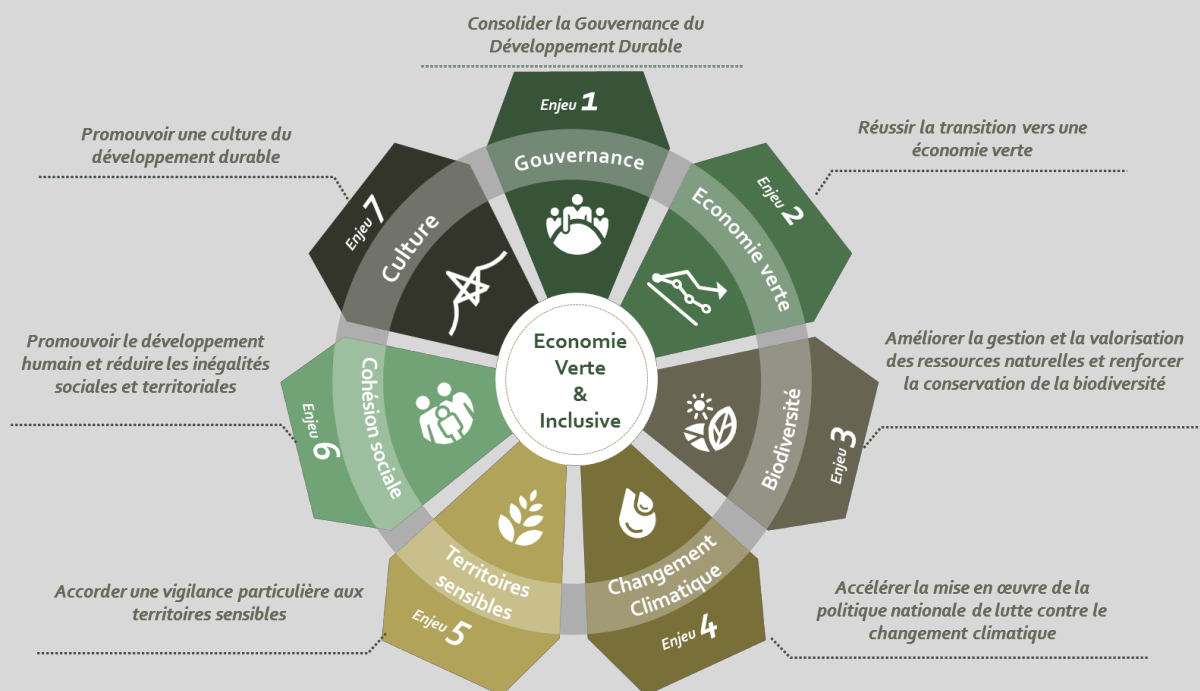 Consolider la Gouvernance du
Développement Durable
Enjeu 1
Gouvernance
Réussir la transition vers une
économie verte
Enjeu 2
Economie verte
Améliorer la gestion et la valorisation
des ressources naturelles et renforcer
la conservation de la biodiversité
Enjeu 3
Biodiversité
Accélérer la mise en œuvre de la
politique nationale de lutte contre le
changement climatique
Enjeu 4
Changement
Climatique
Accorder une vigilance particulière aux
territoires sensibles
Enjeu 5
Territoires
sensibles
Promouvoir le développement
humain et réduire les inégalités
sociales et territoriales
Enjeu 6
Cohésion sociale
Promouvoir une culture du
développement durable
Enjeu 7
Culture
Economie
Verte
&
Inclusive